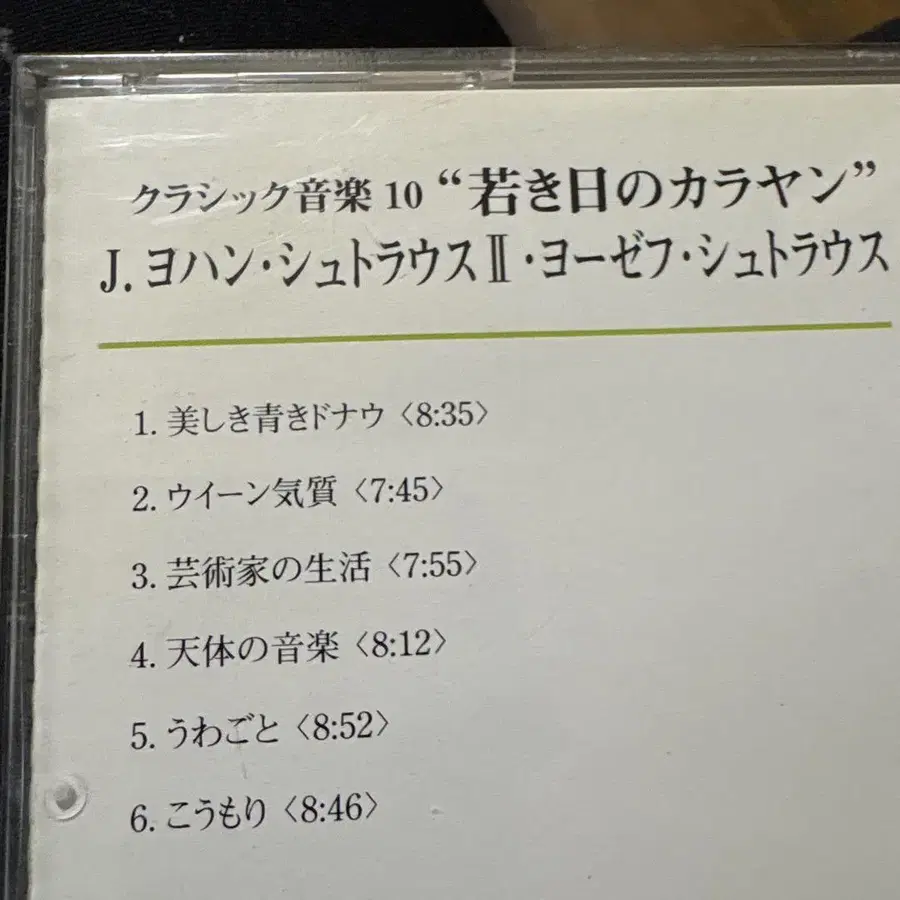 クラシック音楽 10 “若き日のカラヤン”
J. ヨハン・シュトラウスⅡ・ヨーゼフ・シュトラウス
1. 美しき青きドナウ〈8:35〉
2. ウイーン気質〈7:45〉
3. 芸術家の生活〈7:55〉
4. 天体の音楽〈8:12〉
5. うわごと〈8:52〉
6. こうもり〈8:46〉